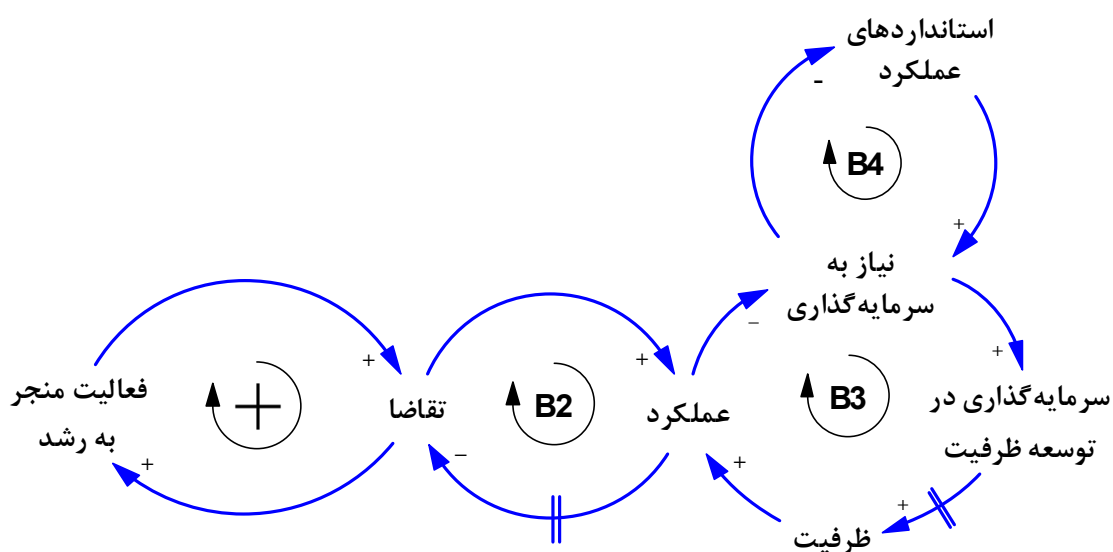 استانداردهای
عملکرد
-
B4
+
نیاز به
سرمایه‌گذاری
–
+
+
+
فعالیت منجر
به رشد
+
تقاضا
B2
عملکرد
B3
سرمایه‌گذاری در
توسعه ظرفیت
+
–
+
+
ظرفیت